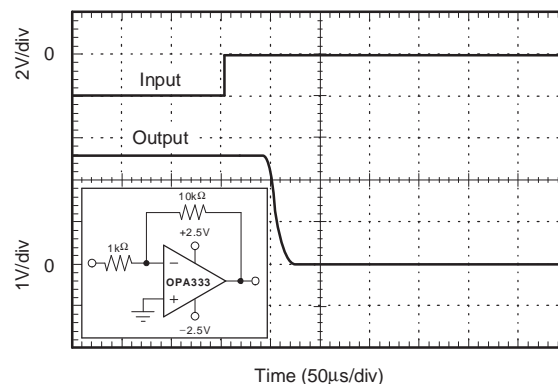 2V/div
0
Input
Output
10kΩ
+2.5V
1kΩ
−
OPA333
+
−2.5V
1V/div
0
Time (50μs/div)